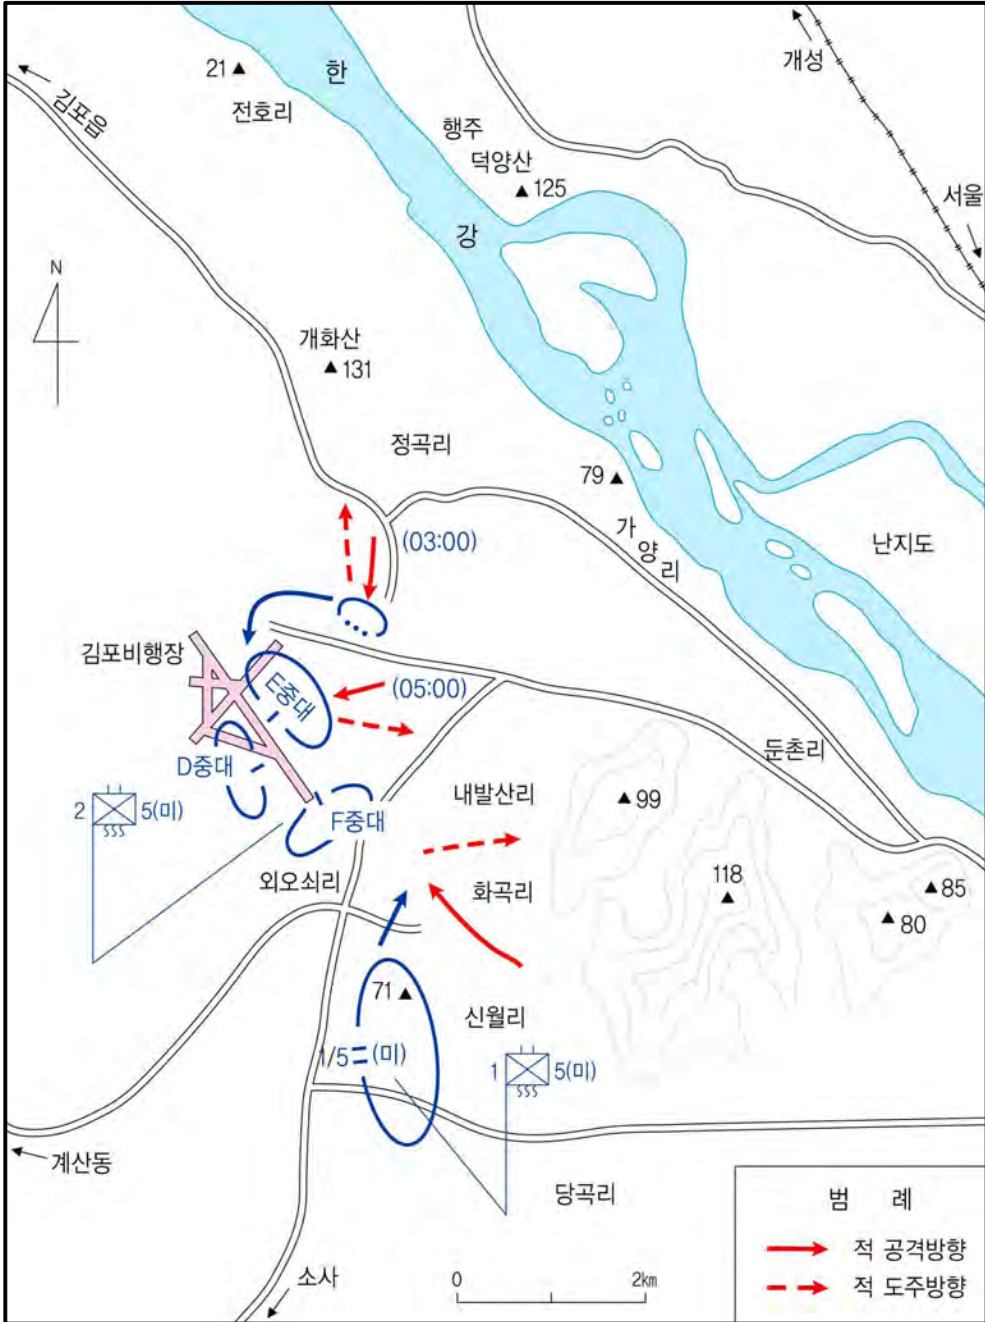 한
강
21
전호리
김포읍
개성
행주
덕양산
125
서울
N
개화산
131
정곡리
79
가양리
난지도
(03:00)
김포비행장
E중대
(05:00)
D중대
둔촌리
내발산리
99
2
5(미)
F중대
외오쇠리
화곡리
118
85
80
71
신월리
1/5
(미)
1
5(미)
계산동
당곡리
소사
0
2㎞
범 례
적 공격방향
적 도주방향